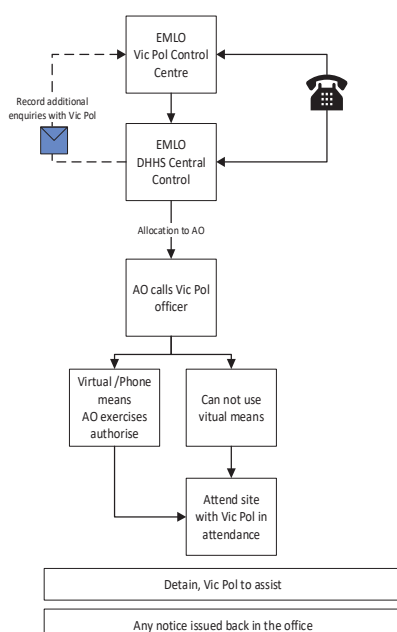 EMLO
Vic Pol Control
Centre
Record additional
enquiries with Vic Pol
EMLO
DHHS Central
Control
Allocation to AO
AO calls Vic Pol
officer
Virtual /Phone
means
AO exercises
authorise
Can not use
vitual means
Attend site
with Vic Pol in
attendance
Detain, Vic Pol to assist
Any notice issued back in the office